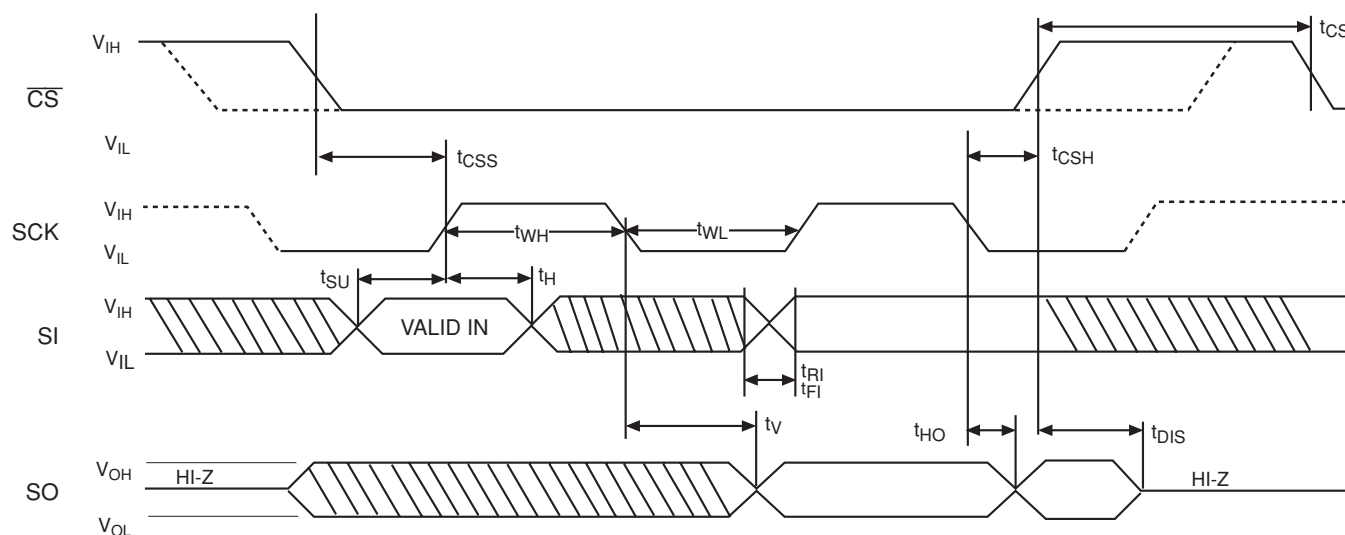 VIH
tCS
CS
VIL
tCSS
tCSH
VIH
SCK
tWH
tWL
VIL
tSU
tH
VIH
SI
VALID IN
VIL
tRI
tFI
tV
tHO
tDIS
VOH
HI-Z
HI-Z
SO
VOL